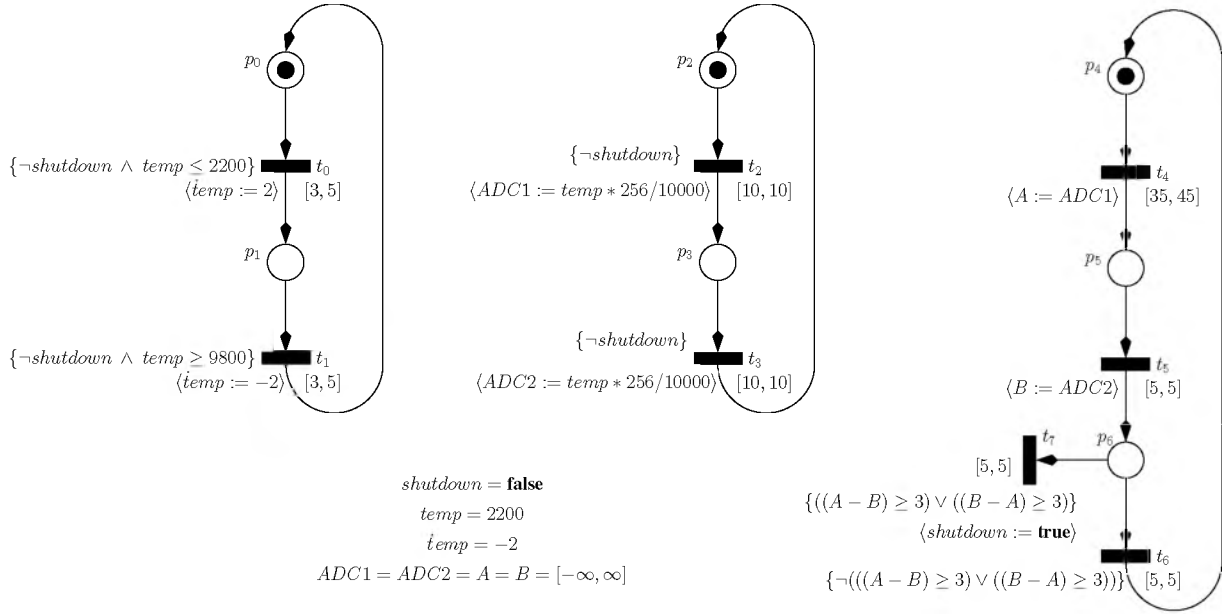 p₀
{¬shutdown ∧ temp ≤ 2200} t₀
⟨ṫemp := 2⟩ [3, 5]
p₁
{¬shutdown ∧ temp ≥ 9800} t₁
⟨ṫemp := −2⟩ [3, 5]
p₂
{¬shutdown}
t₂
⟨ADC1 := temp ∗ 256/10000⟩ [10, 10]
p₃
{¬shutdown}
t₃
⟨ADC2 := temp ∗ 256/10000⟩ [10, 10]
p₄
t₄
⟨A := ADC1⟩ [35, 45]
p₅
t₅
⟨B := ADC2⟩ [5, 5]
t₇ p₆
[5, 5]
{((A − B) ≥ 3) ∨ ((B − A) ≥ 3)}
⟨shutdown := true⟩
t₆
{¬(((A − B) ≥ 3) ∨ ((B − A) ≥ 3))} [5, 5]
shutdown = false
temp = 2200
ṫemp = −2
ADC1 = ADC2 = A = B = [−∞, ∞]